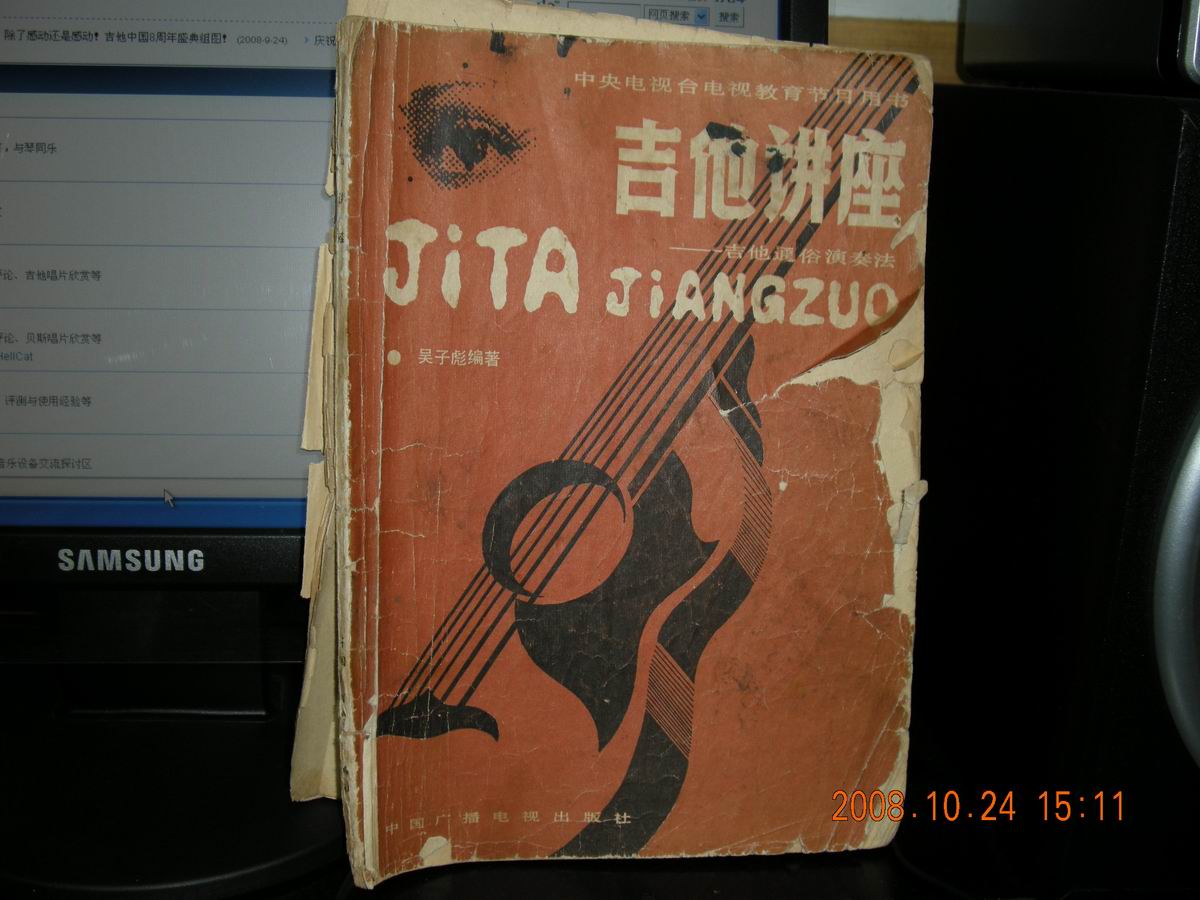 网页搜索
搜索
除了感动还是感动！吉他中国8周年盛典组图！ (2008-9-24) 庆祝
，与琴同乐
评论、吉他唱片欣赏等
评论、贝斯唱片欣赏等
HellCat
评测与使用经验等
音乐设备交流探讨区
SAMSUNG
中央电视台电视教育节目用书
吉他讲座
——吉他通俗演奏法
JiTA JiANGZUO
吴子彪编著
中国广播电视出版社
2008.10.24 15:11